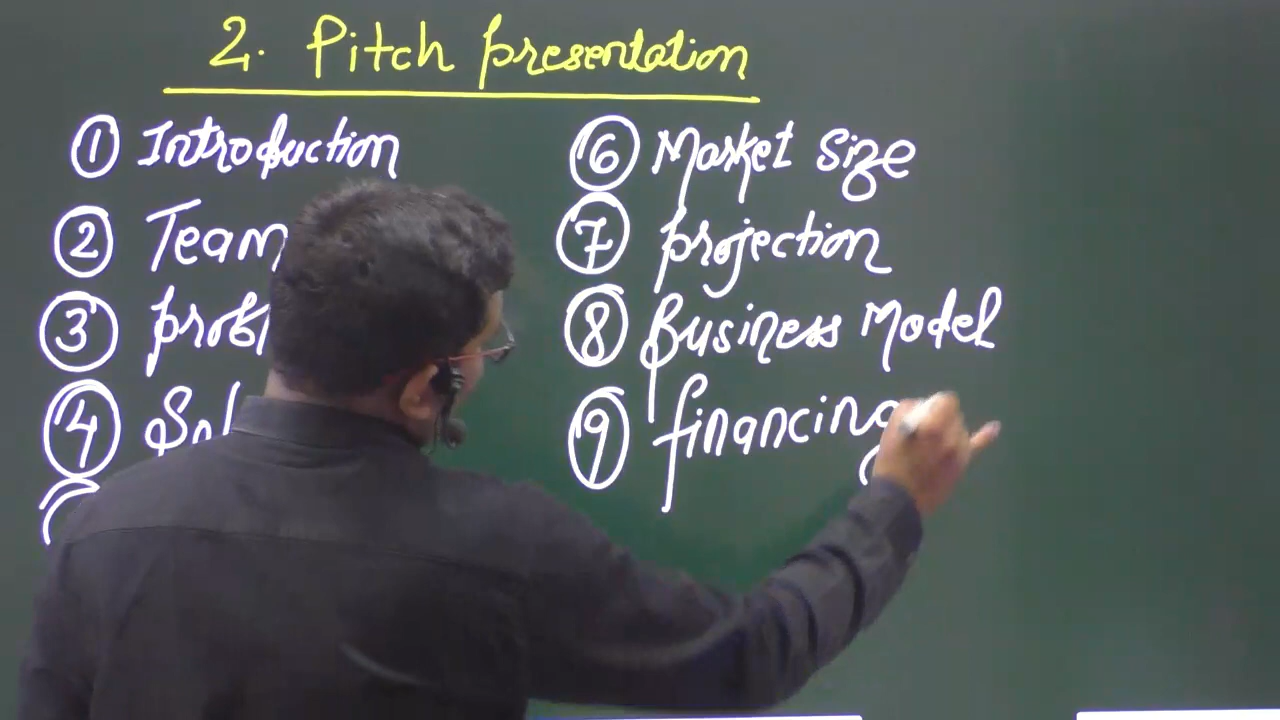 2. Pitch presentation
1 Introduction
2 Team
3
4
6 Market size
7 projection
8 Business Model
9 financing